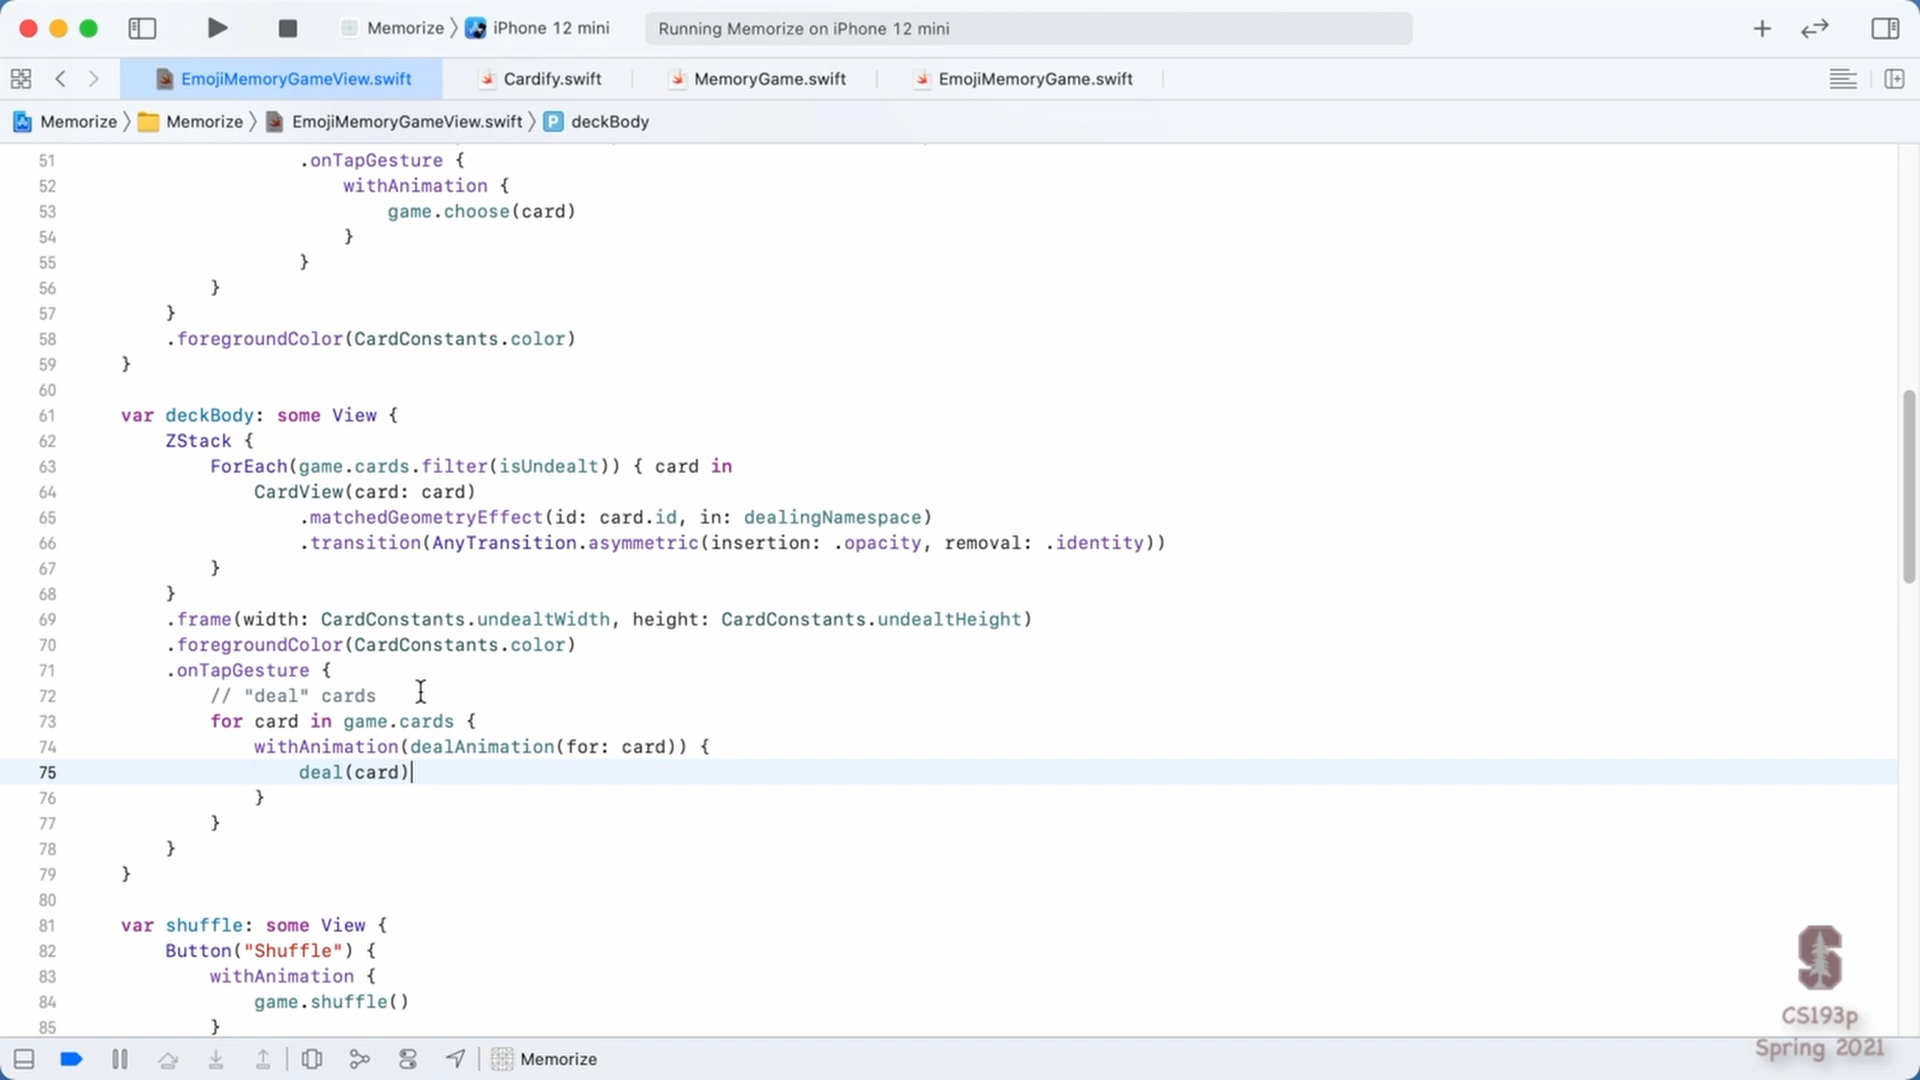 Memorize 〉 iPhone 12 mini
Running Memorize on iPhone 12 mini
EmojiMemoryGameView.swift
Cardify.swift
MemoryGame.swift
EmojiMemoryGame.swift
Memorize 〉 Memorize 〉 EmojiMemoryGameView.swift 〉 P deckBody
51 .onTapGesture {
52 withAnimation {
53 game.choose(card)
54 }
55 }
56 }
57 }
58 .foregroundColor(CardConstants.color)
59 }
60
61 var deckBody: some View {
62 ZStack {
63 ForEach(game.cards.filter(isUndealt)) { card in
64 CardView(card: card)
65 .matchedGeometryEffect(id: card.id, in: dealingNamespace)
66 .transition(AnyTransition.asymmetric(insertion: .opacity, removal: .identity))
67 }
68 }
69 .frame(width: CardConstants.undealtWidth, height: CardConstants.undealtHeight)
70 .foregroundColor(CardConstants.color)
71 .onTapGesture {
72 // "deal" cards
73 for card in game.cards {
74 withAnimation(dealAnimation(for: card)) {
75 deal(card)
76 }
77 }
78 }
79 }
80
81 var shuffle: some View {
82 Button("Shuffle") {
83 withAnimation {
84 game.shuffle()
85 }
S
CS193p
Spring 2021
Memorize